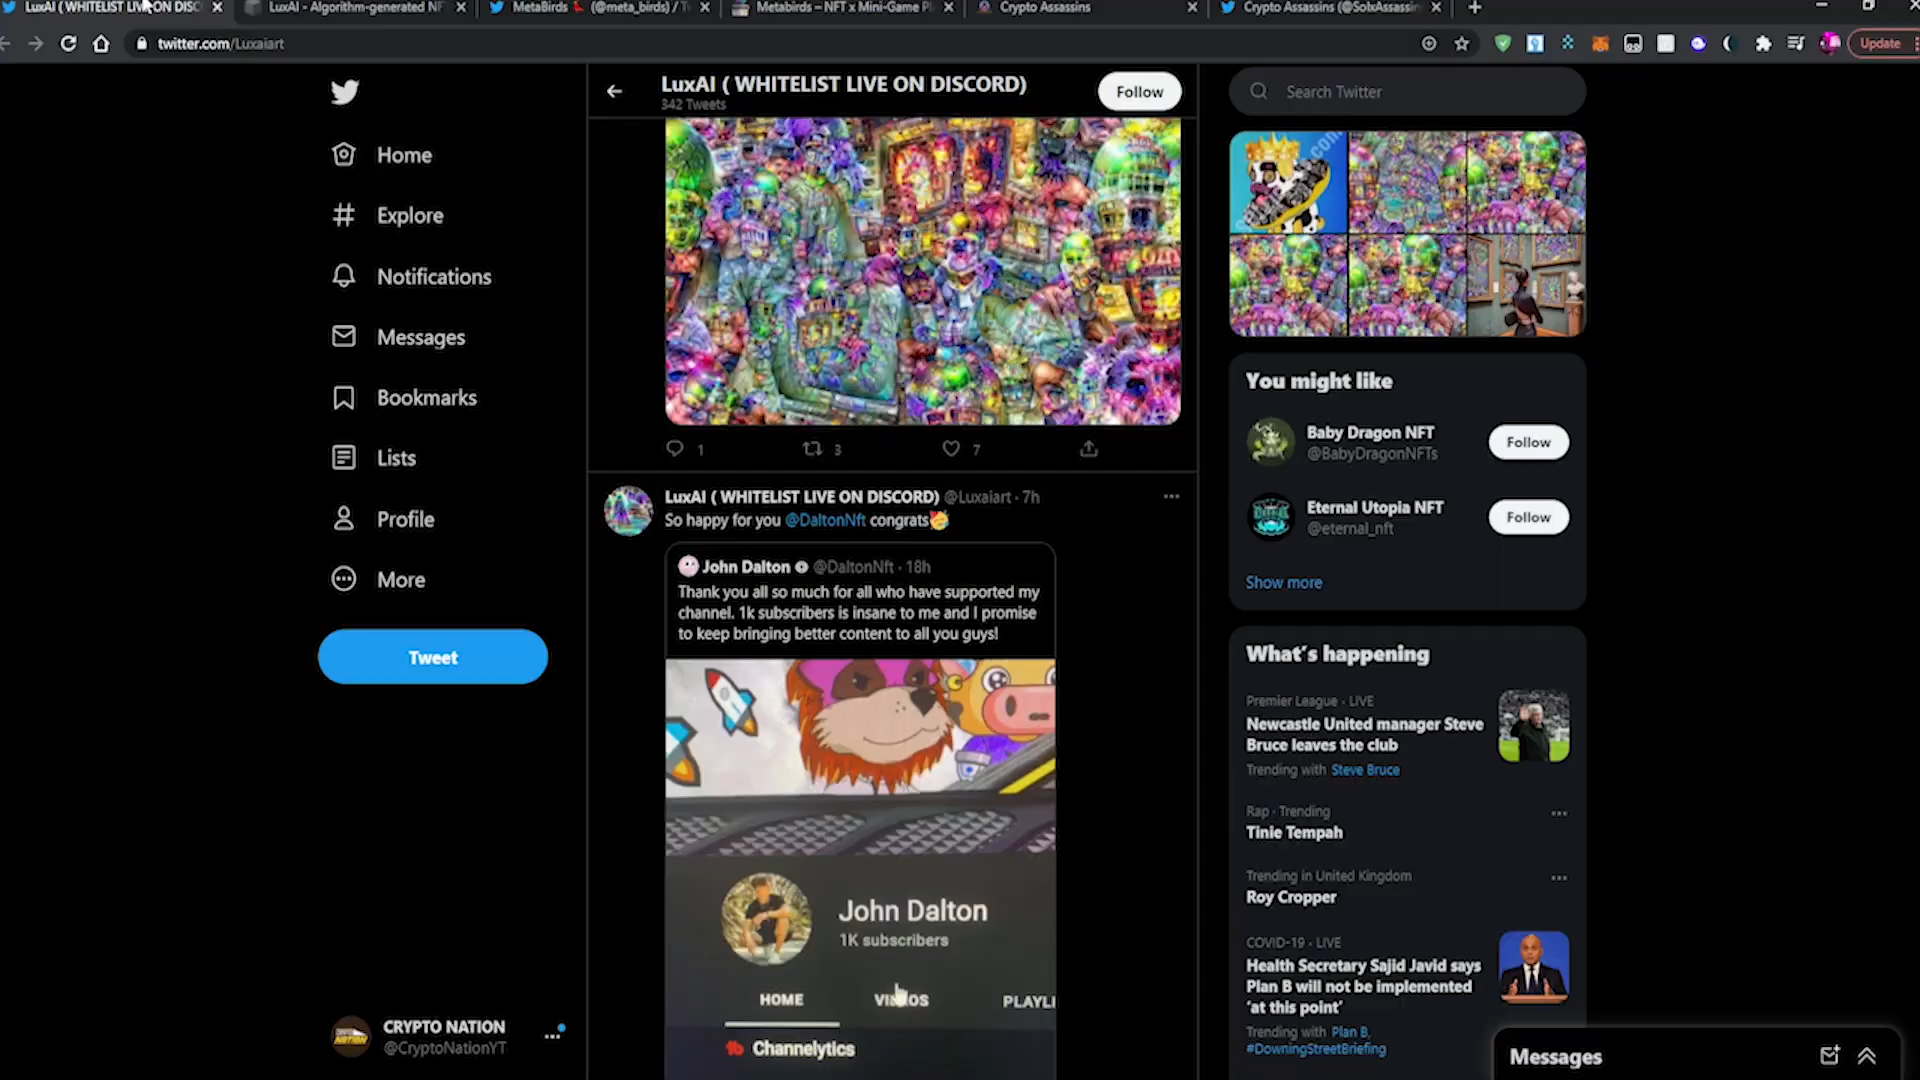 LuxAI ( WHITELIST LIVE ON DISC
LuxAI - Algorithm-generated NF
MetaBirds (@meta_birds) / T
Metabirds – NFT x Mini-Game P
Crypto Assassins
Crypto Assassins (@SolxAssassin
twitter.com/Luxaiart
Update
LuxAI ( WHITELIST LIVE ON DISCORD)
342 Tweets
Follow
Search Twitter
Home
Explore
Notifications
Messages
Bookmarks
Lists
Profile
More
Tweet
CRYPTO NATION
@CryptoNationYT
1
3
7
LuxAI ( WHITELIST LIVE ON DISCORD) @Luxaiart · 7h
So happy for you @DaltonNft congrats
John Dalton @DaltonNft · 18h
Thank you all so much for all who have supported my
channel. 1k subscribers is insane to me and I promise
to keep bringing better content to all you guys!
John Dalton
1K subscribers
HOME
VIDEOS
PLAYLI
Channelytics
You might like
Baby Dragon NFT
@BabyDragonNFTs
Follow
Eternal Utopia NFT
@eternal_nft
Follow
Show more
What's happening
Premier League · LIVE
Newcastle United manager Steve
Bruce leaves the club
Trending with Steve Bruce
Rap · Trending
Tinie Tempah
Trending in United Kingdom
Roy Cropper
COVID-19 · LIVE
Health Secretary Sajid Javid says
Plan B will not be implemented
'at this point'
Trending with Plan B,
#DowningStreetBriefing
Messages